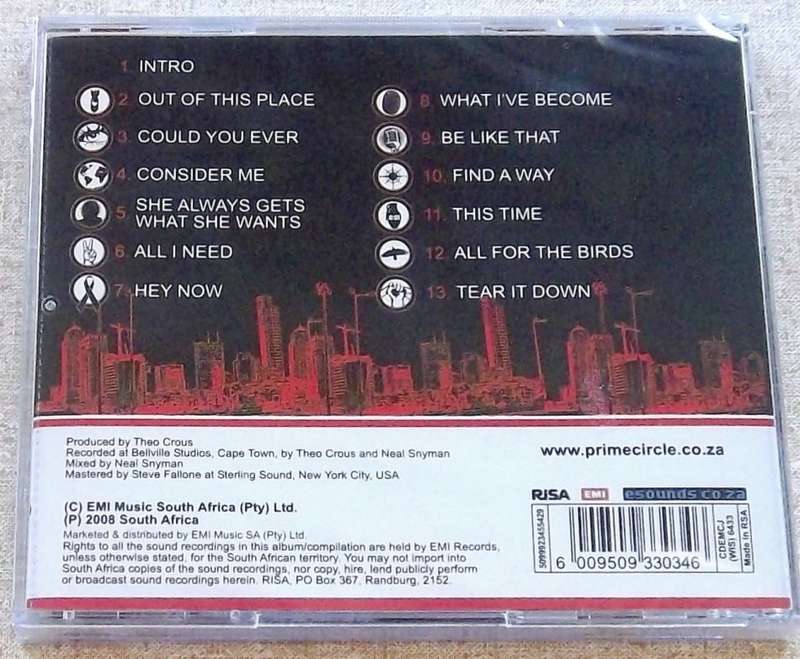 1. INTRO
2. OUT OF THIS PLACE
3. COULD YOU EVER
4. CONSIDER ME
5. SHE ALWAYS GETS
WHAT SHE WANTS
6. ALL I NEED
7. HEY NOW
8. WHAT I'VE BECOME
9. BE LIKE THAT
10. FIND A WAY
11. THIS TIME
12. ALL FOR THE BIRDS
13. TEAR IT DOWN
Produced by Theo Crous
Recorded at Bellville Studios, Cape Town, by Theo Crous and Neal Snyman
Mixed by Neal Snyman
Mastered by Steve Fallone at Sterling Sound, New York City, USA
(C) EMI Music South Africa (Pty) Ltd.
(P) 2008 South Africa
Marketed & distributed by EMI Music SA (Pty) Ltd.
Rights to all the sound recordings in this album/compilation are held by EMI Records,
unless otherwise stated, for the South African territory. You may not import into
South Africa copies of the sound recordings, nor copy, hire, lend publicly perform
or broadcast sound recordings herein. RISA, PO Box 367, Randburg, 2152.
www.primecircle.co.za
RISA EMI esounds.co.za
5099923455429
6 009509 330346
CDEMCJ
(WIS) 6433
Made in RSA